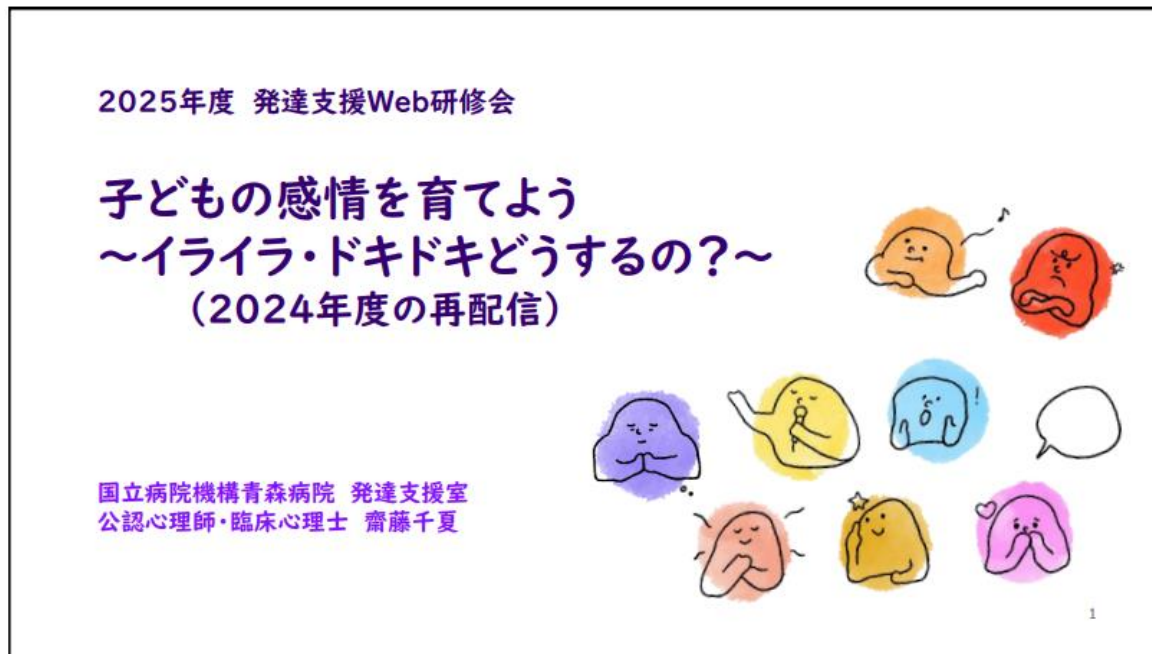 2025年度 発達支援Web研修会
子どもの感情を育てよう
～イライラ・ドキドキどうするの？～
（2024年度の再配信）
国立病院機構青森病院 発達支援室
公認心理師・臨床心理士 齋藤千夏
1